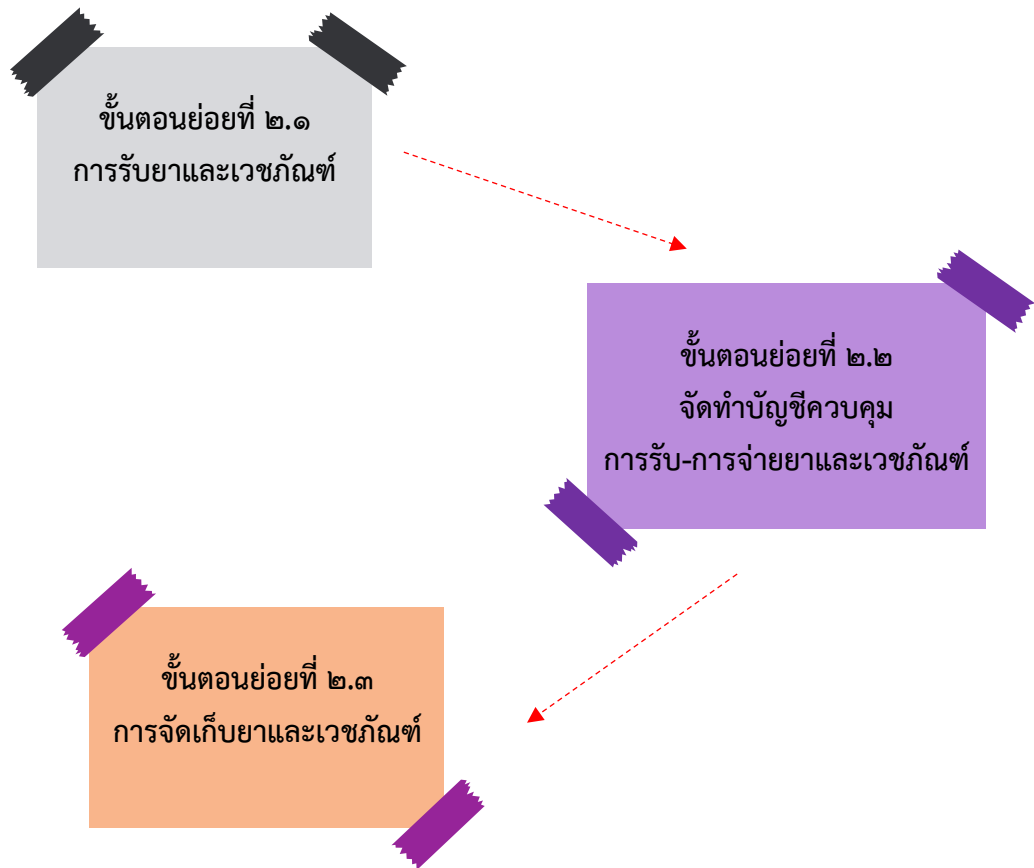 ขั้นตอนย่อยที่ ๒.๑
การรับยาและเวชภัณฑ์
ขั้นตอนย่อยที่ ๒.๒
จัดทำบัญชีควบคุม
การรับ-การจ่ายยาและเวชภัณฑ์
ขั้นตอนย่อยที่ ๒.๓
การจัดเก็บยาและเวชภัณฑ์